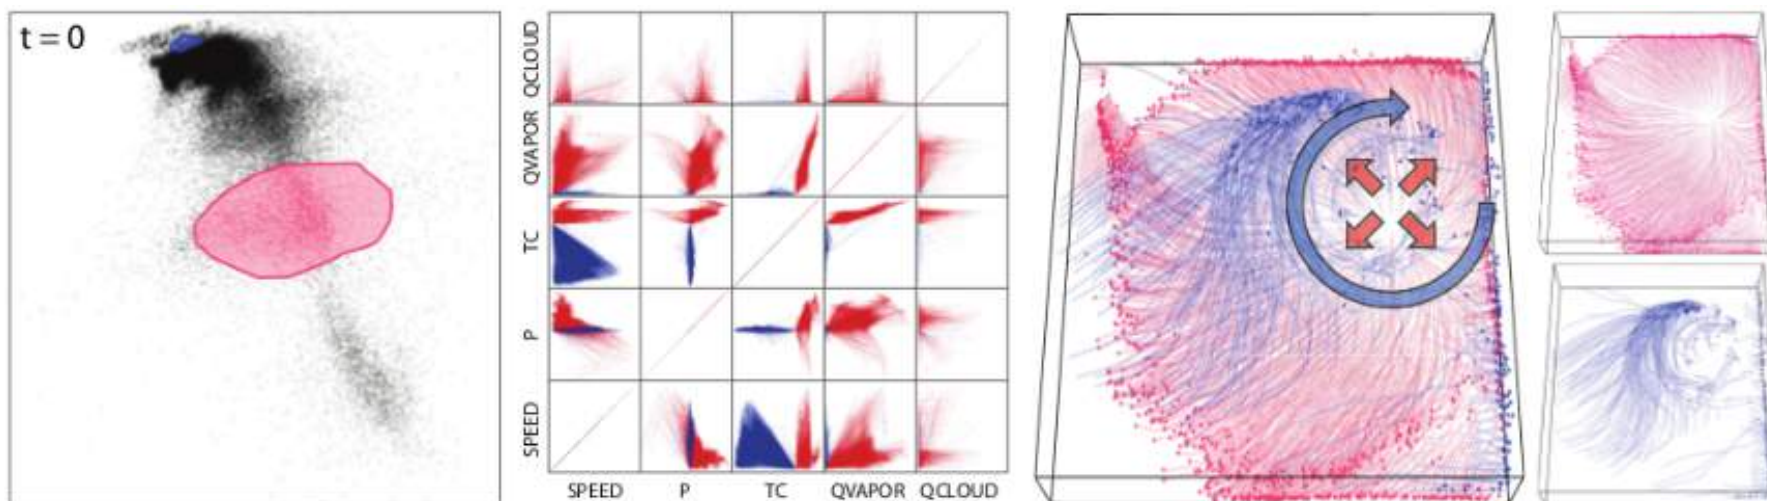 t = 0
QCLOUD
QVAPOR
TC
P
SPEED
SPEED P TC QVAPOR QCLOUD